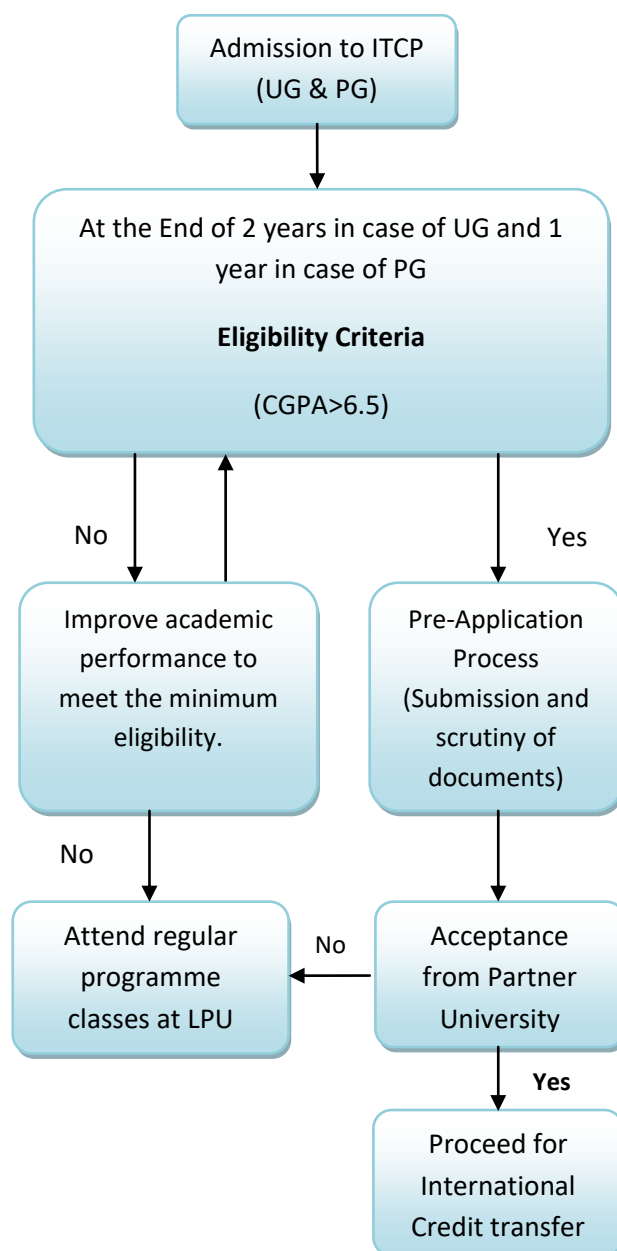 Admission to ITCP
(UG & PG)
At the End of 2 years in case of UG and 1
year in case of PG
Eligibility Criteria
(CGPA>6.5)
No
Yes
Improve academic
performance to
meet the minimum
eligibility.
Pre-Application
Process
(Submission and
scrutiny of
documents)
No
Attend regular
programme
classes at LPU
No
Acceptance
from Partner
University
Yes
Proceed for
International
Credit transfer